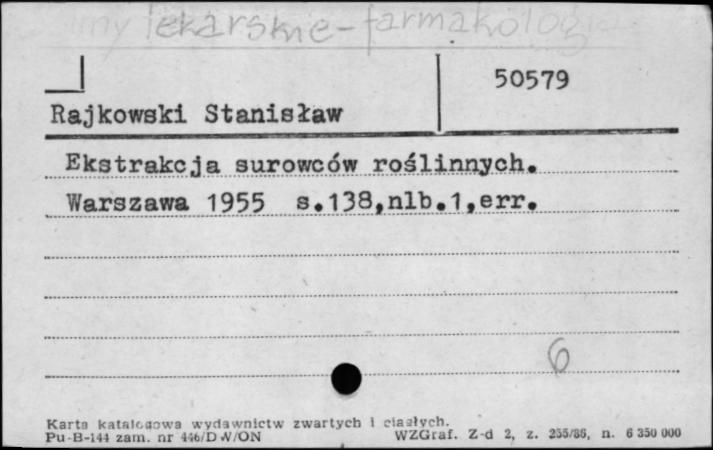 lekarskie - farmakologia
50579
Rajkowski Stanisław
Ekstrakcja surowców roślinnych.
Warszawa 1955 s.138,nlb.1,err.
6
Karta katalogowa wydawnictw zwartych i ciągłych.
Pu-B-144 zam. nr 446/DW/ON WZGraf. Z-d 2, z. 255/86, n. 6 350 000